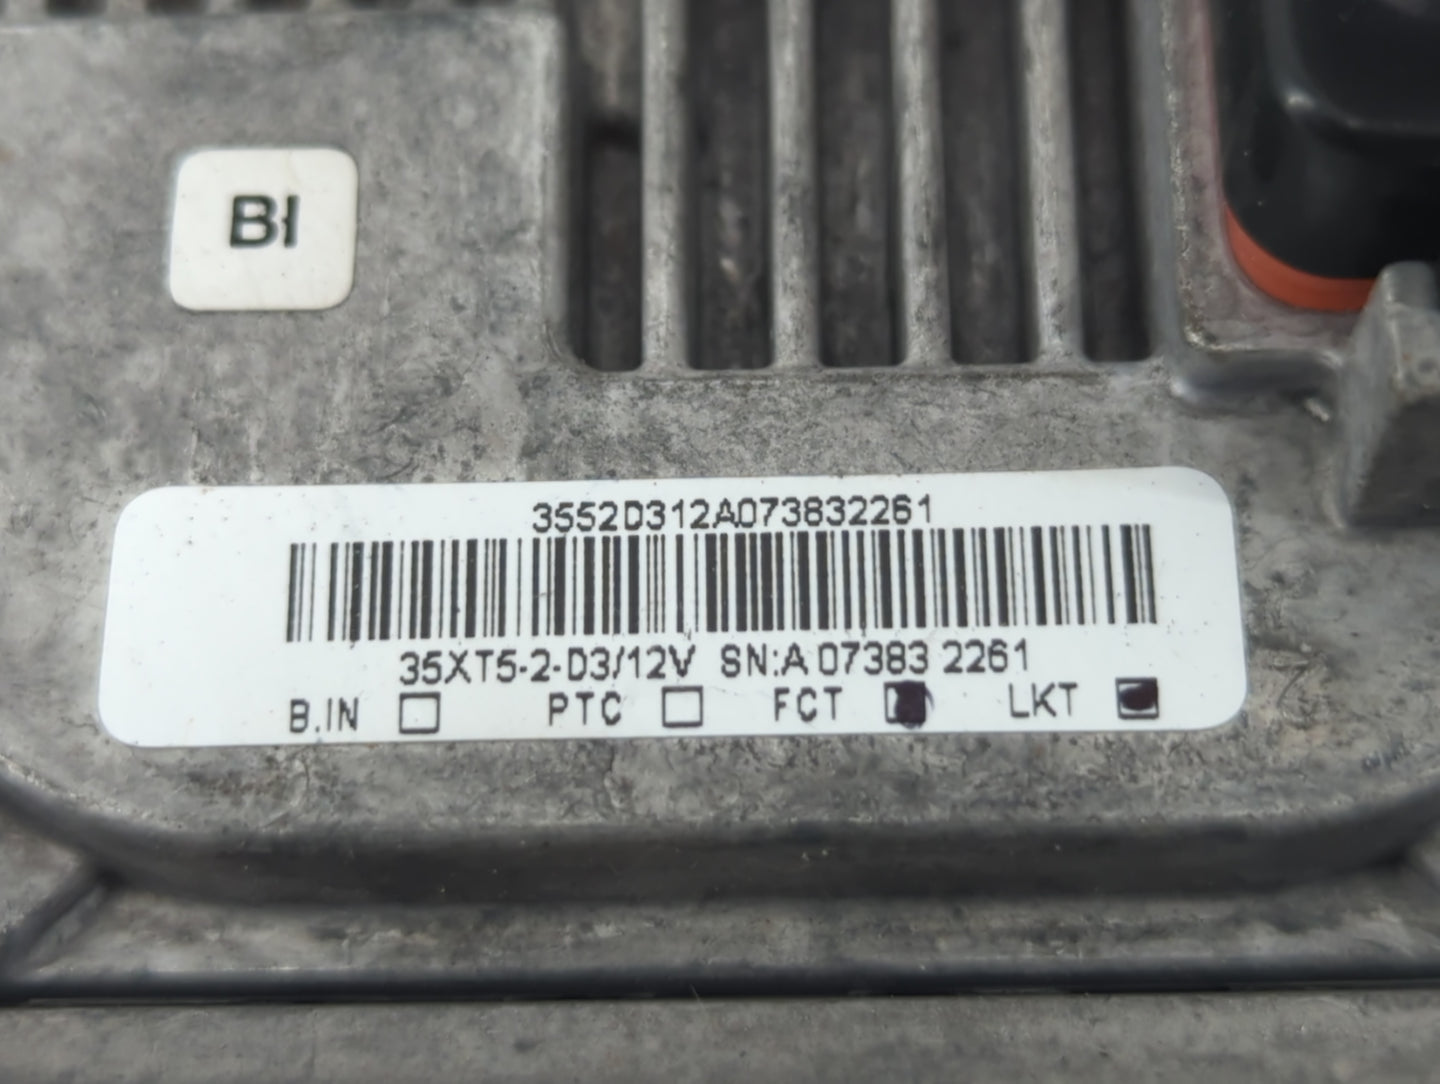 BI
3552D312A073832261
35XT5-2-D3/12V SN:A 07383 2261
B.IN PTC FCT LKT